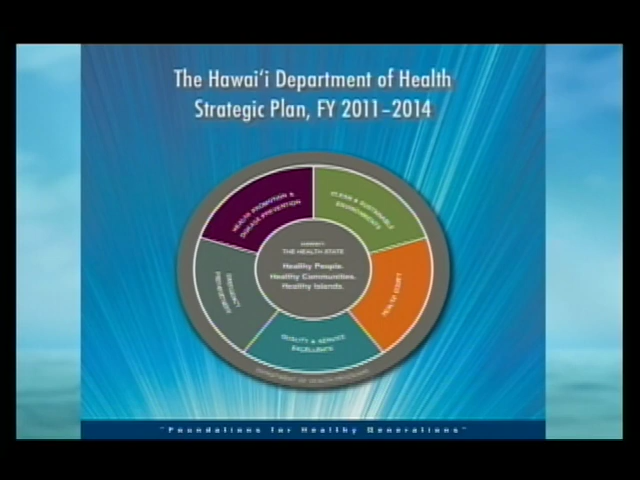 The Hawai‘i Department of Health
Strategic Plan, FY 2011–2014
HEALTH PROMOTION &
DISEASE PREVENTION
CLEAN & SUSTAINABLE
ENVIRONMENTS
THE HEALTH STATE
Healthy People.
Healthy Communities.
Healthy Islands.
EMERGENCY
PREPAREDNESS
HEALTH EQUITY
QUALITY & SERVICE
EXCELLENCE
DEPARTMENT OF HEALTH
"Foundations for Healthy Generations"